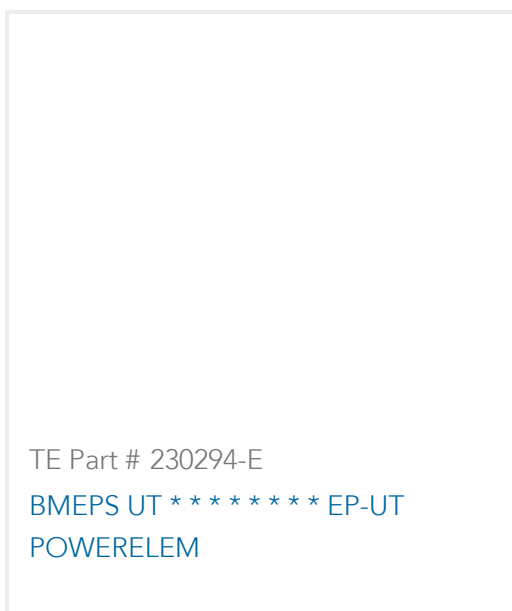 TE Part # 230294-E
BMEPS UT * * * * * * * * EP-UT
POWERELEM